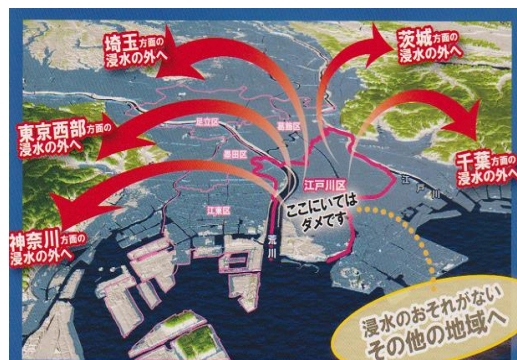 埼玉方面の
浸水の外へ
茨城方面の
浸水の外へ
東京西部方面の
浸水の外へ
千葉方面の
浸水の外へ
神奈川方面の
浸水の外へ
足立区
葛飾区
墨田区
江戸川区
江東区
ここにいては
ダメです
荒川
江戸川
浸水のおそれがない
その他の地域へ